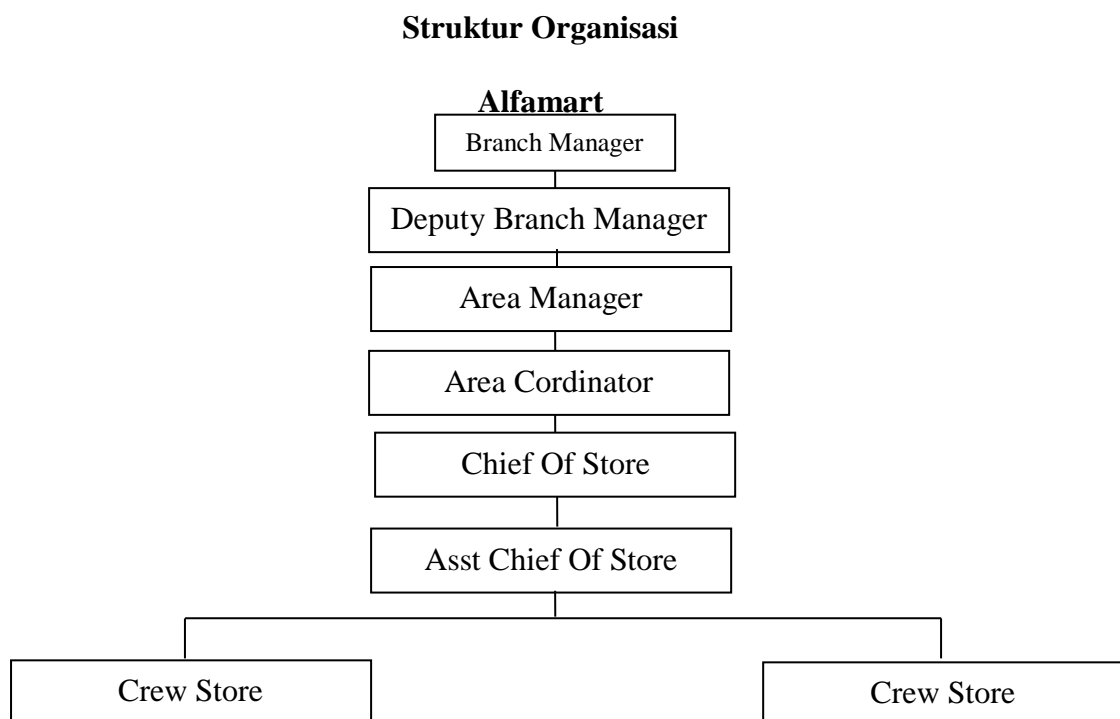 Struktur Organisasi
Alfamart
Branch Manager
Deputy Branch Manager
Area Manager
Area Cordinator
Chief Of Store
Asst Chief Of Store
Crew Store
Crew Store